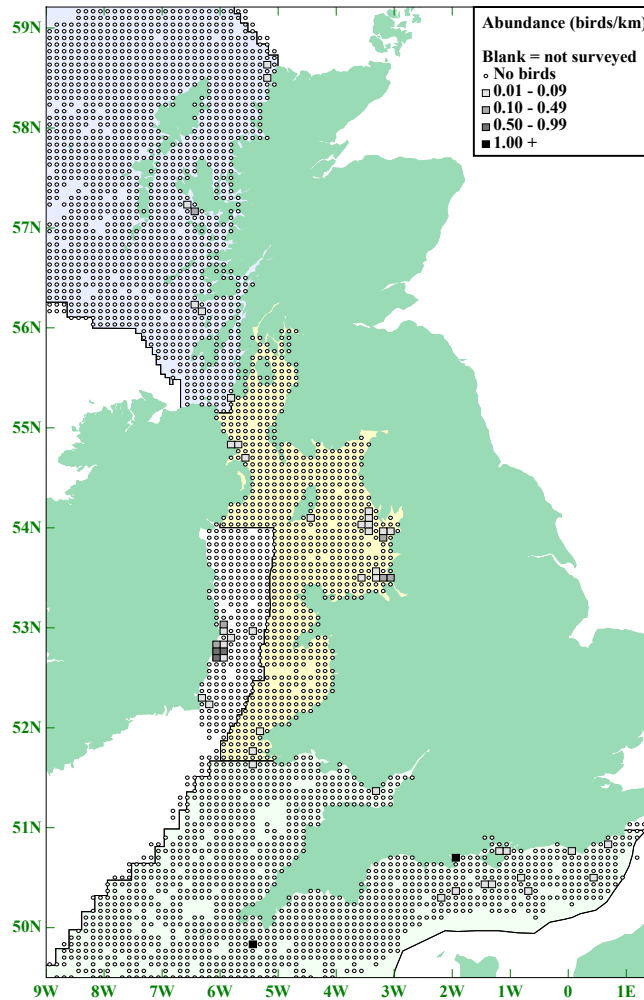 Abundance (birds/km)
Blank = not surveyed
No birds
0.01 - 0.09
0.10 - 0.49
0.50 - 0.99
1.00 +
59N
58N
57N
56N
55N
54N
53N
52N
51N
50N
9W 8W 7W 6W 5W 4W 3W 2W 1W 0 1E